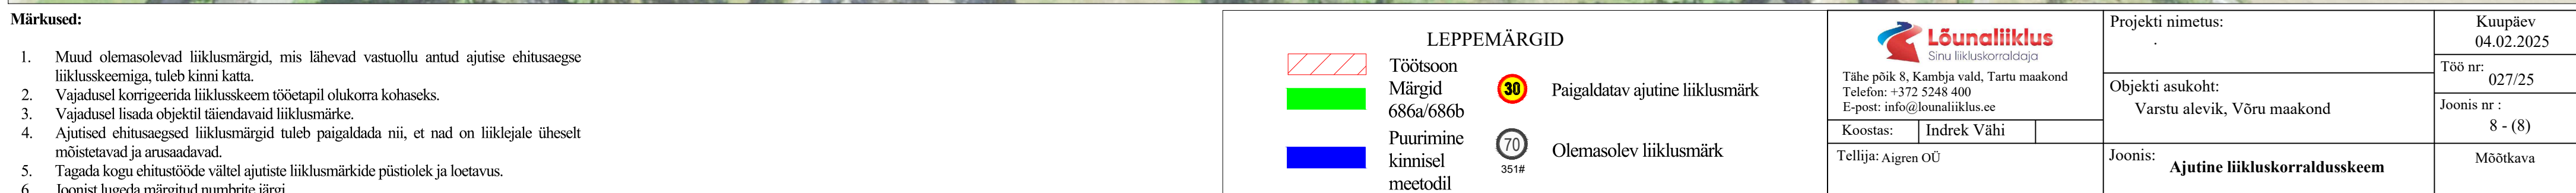 Märkused:
1. Muud olemasolevad liiklusmärgid, mis lähevad vastuollu antud ajutise ehitusaegse
liiklusskeemiga, tuleb kinni katta.
2. Vajadusel korrigeerida liiklusskeem tööetapil olukorra kohaseks.
3. Vajadusel lisada objektil täiendavaid liiklusmärke.
4. Ajutised ehitusaegsed liiklusmärgid tuleb paigaldada nii, et nad on liiklejale üheselt
mõistetavad ja arusaadavad.
5. Tagada kogu ehitustööde vältel ajutiste liiklusmärkide püstiolek ja loetavus.
6. Joonist lugeda märgitud numbrite järgi.
LEPPEMÄRGID
Töötsoon
Märgid
686a/686b
Puurimine
kinnisel
meetodil
30 Paigaldatav ajutine liiklusmärk
70 Olemasolev liiklusmärk
351#
Lõunaliiklus
Sinu liikluskorraldaja
Tähe põik 8, Kambja vald, Tartu maakond
Telefon: +372 5248 400
E-post: info@lounaliiklus.ee
Koostas: Indrek Vähi
Tellija: Aigren OÜ
Projekti nimetus:
.
Objekti asukoht:
Varstu alevik, Võru maakond
Joonis: Ajutine liikluskorraldusskeem
Kuupäev
04.02.2025
Töö nr:
027/25
Joonis nr :
8 - (8)
Mõõtkava